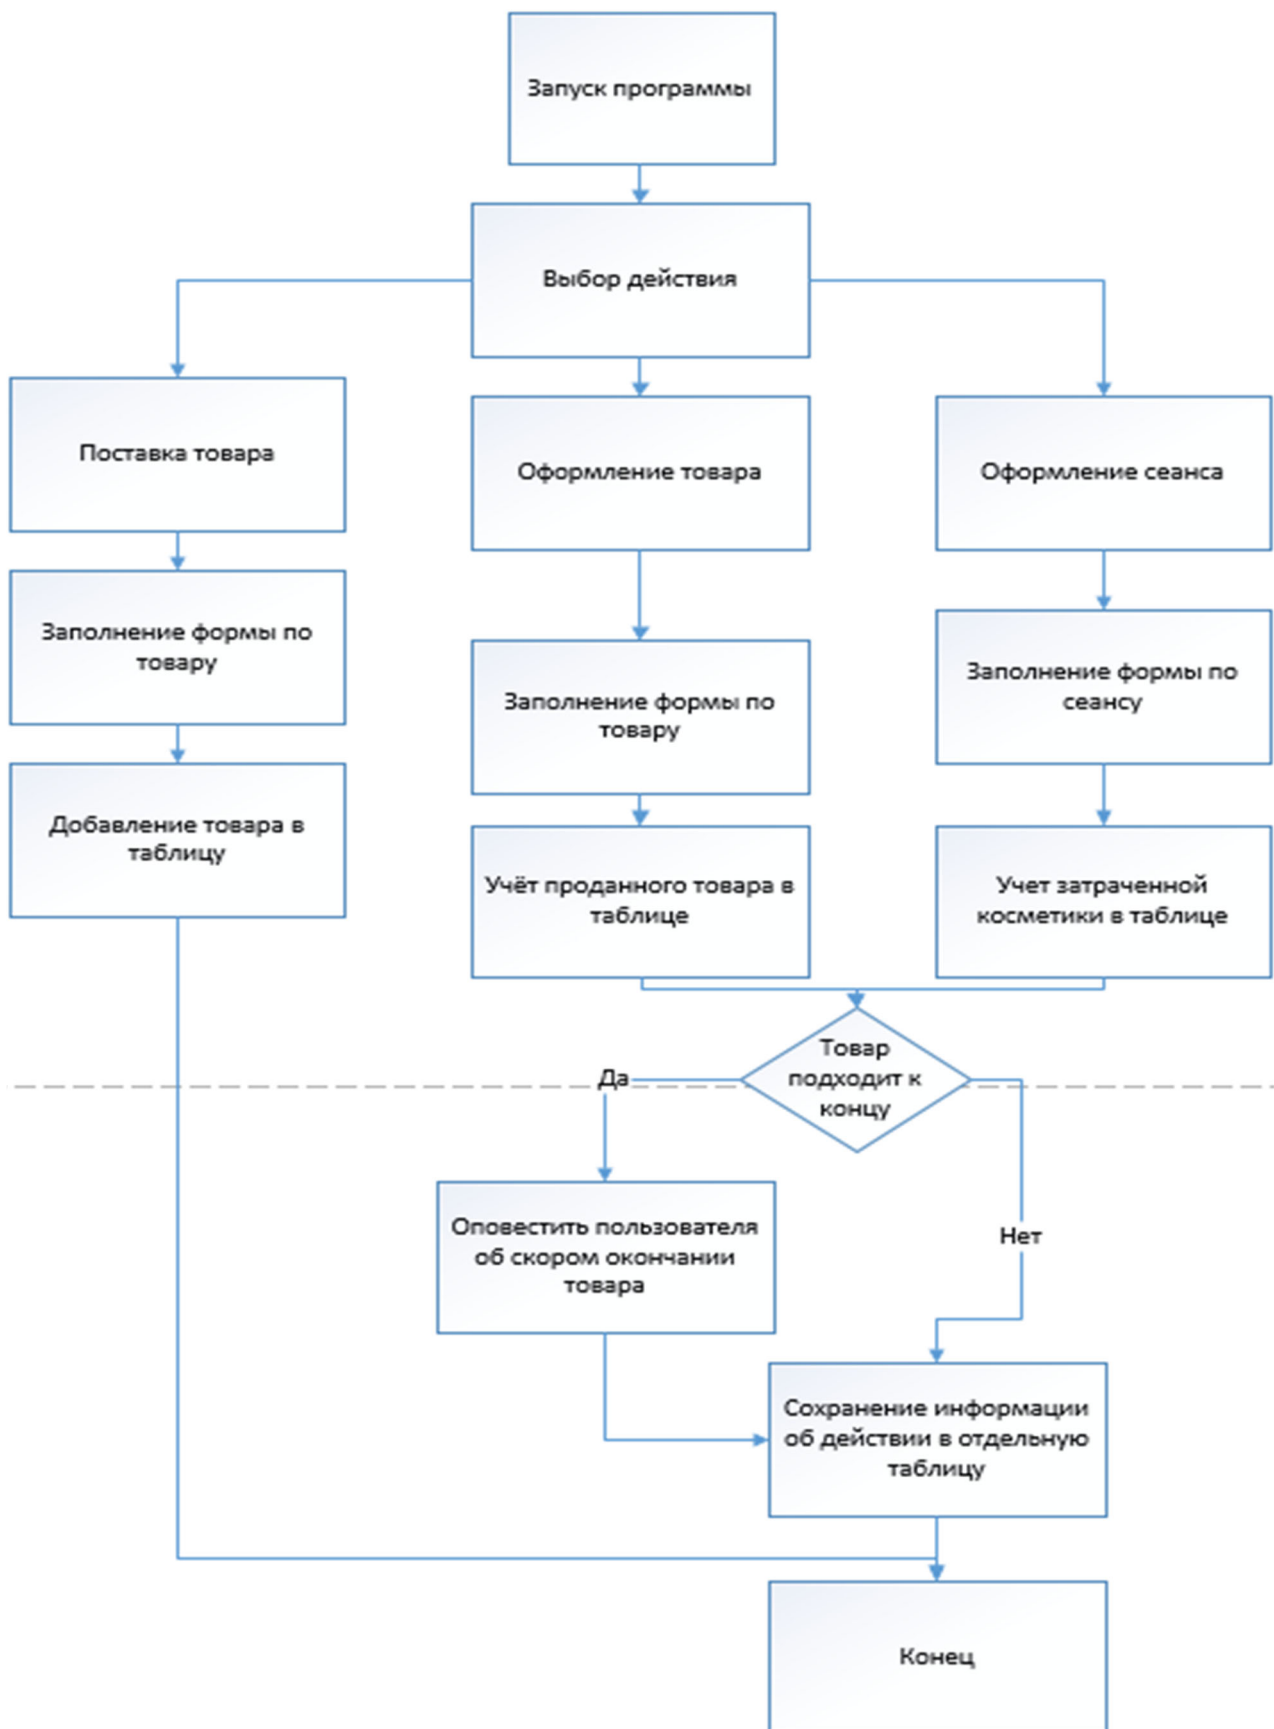 Запуск программы
Выбор действия
Поставка товара
Оформление товара
Оформление сеанса
Заполнение формы по
товару
Заполнение формы по
товару
Заполнение формы по
сеансу
Добавление товара в
таблицу
Учёт проданного товара в
таблице
Учет затраченной
косметики в таблице
Товар
подходит к
концу
Да
Нет
Оповестить пользователя
об скором окончании
товара
Сохранение информации
об действии в отдельную
таблицу
Конец